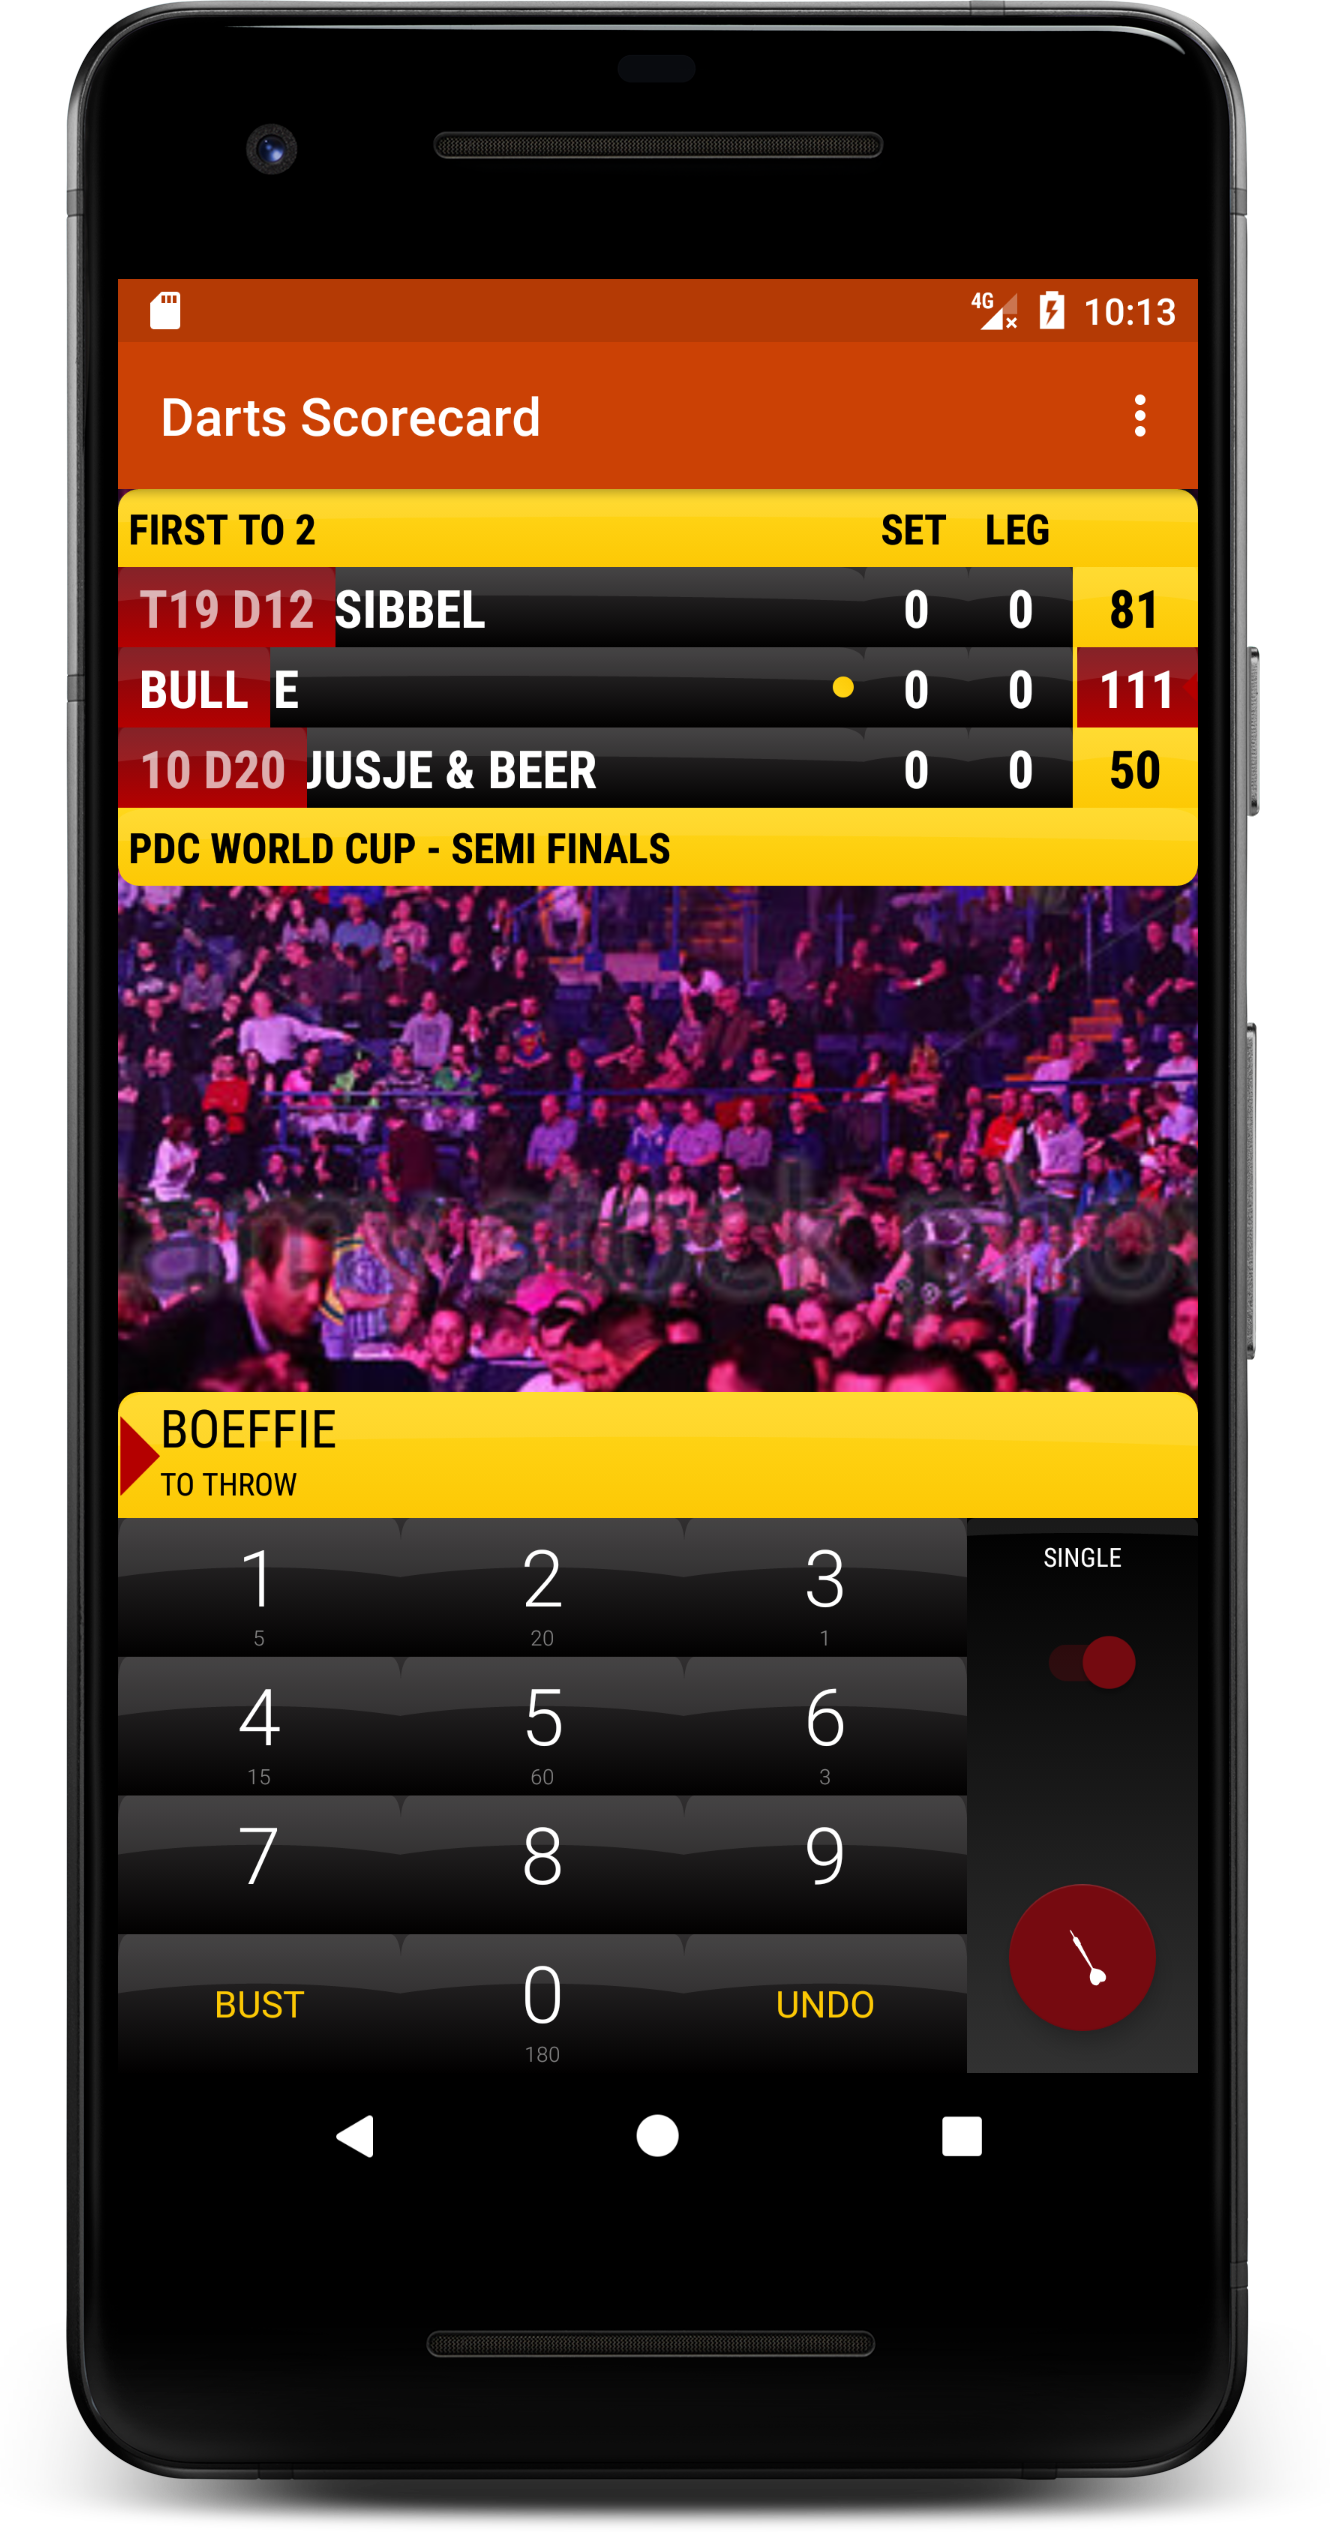 4G 10:13
Darts Scorecard
FIRST TO 2 SET LEG
T19 D12 SIBBEL 0 0 81
BULL E 0 0 111
10 D20 JUSJE & BEER 0 0 50
PDC WORLD CUP - SEMI FINALS
BOEFFIE
TO THROW
1 2 3
5 20 1
SINGLE
4 5 6
15 60 3
7 8 9
BUST 0 UNDO
180